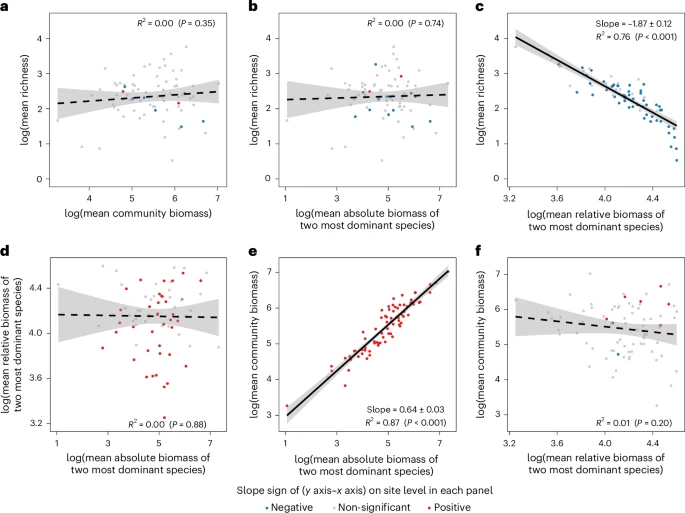 a
R² = 0.00 (P = 0.35)
log(mean richness)
4
3
2
1
0
4
5
6
7
log(mean community biomass)
b
R² = 0.00 (P = 0.74)
log(mean richness)
4
3
2
1
0
1
3
5
7
log(mean absolute biomass of
two most dominant species)
c
Slope = –1.87 ± 0.12
R² = 0.76 (P < 0.001)
log(mean richness)
4
3
2
1
0
3.2
3.6
4.0
4.4
log(mean relative biomass of
two most dominant species)
d
log(mean relative biomass of
two most dominant species)
4.4
4.0
3.6
3.2
R² = 0.00 (P = 0.88)
1
3
5
7
log(mean absolute biomass of
two most dominant species)
e
log(mean community biomass)
7
6
5
4
3
Slope = 0.64 ± 0.03
R² = 0.87 (P < 0.001)
1
3
5
7
log(mean absolute biomass of
two most dominant species)
f
log(mean community biomass)
7
6
5
4
3
R² = 0.01 (P = 0.20)
3.2
3.6
4.0
4.4
log(mean relative biomass of
two most dominant species)
Slope sign of (y axis–x axis) on site level in each panel
Negative Non-significant Positive